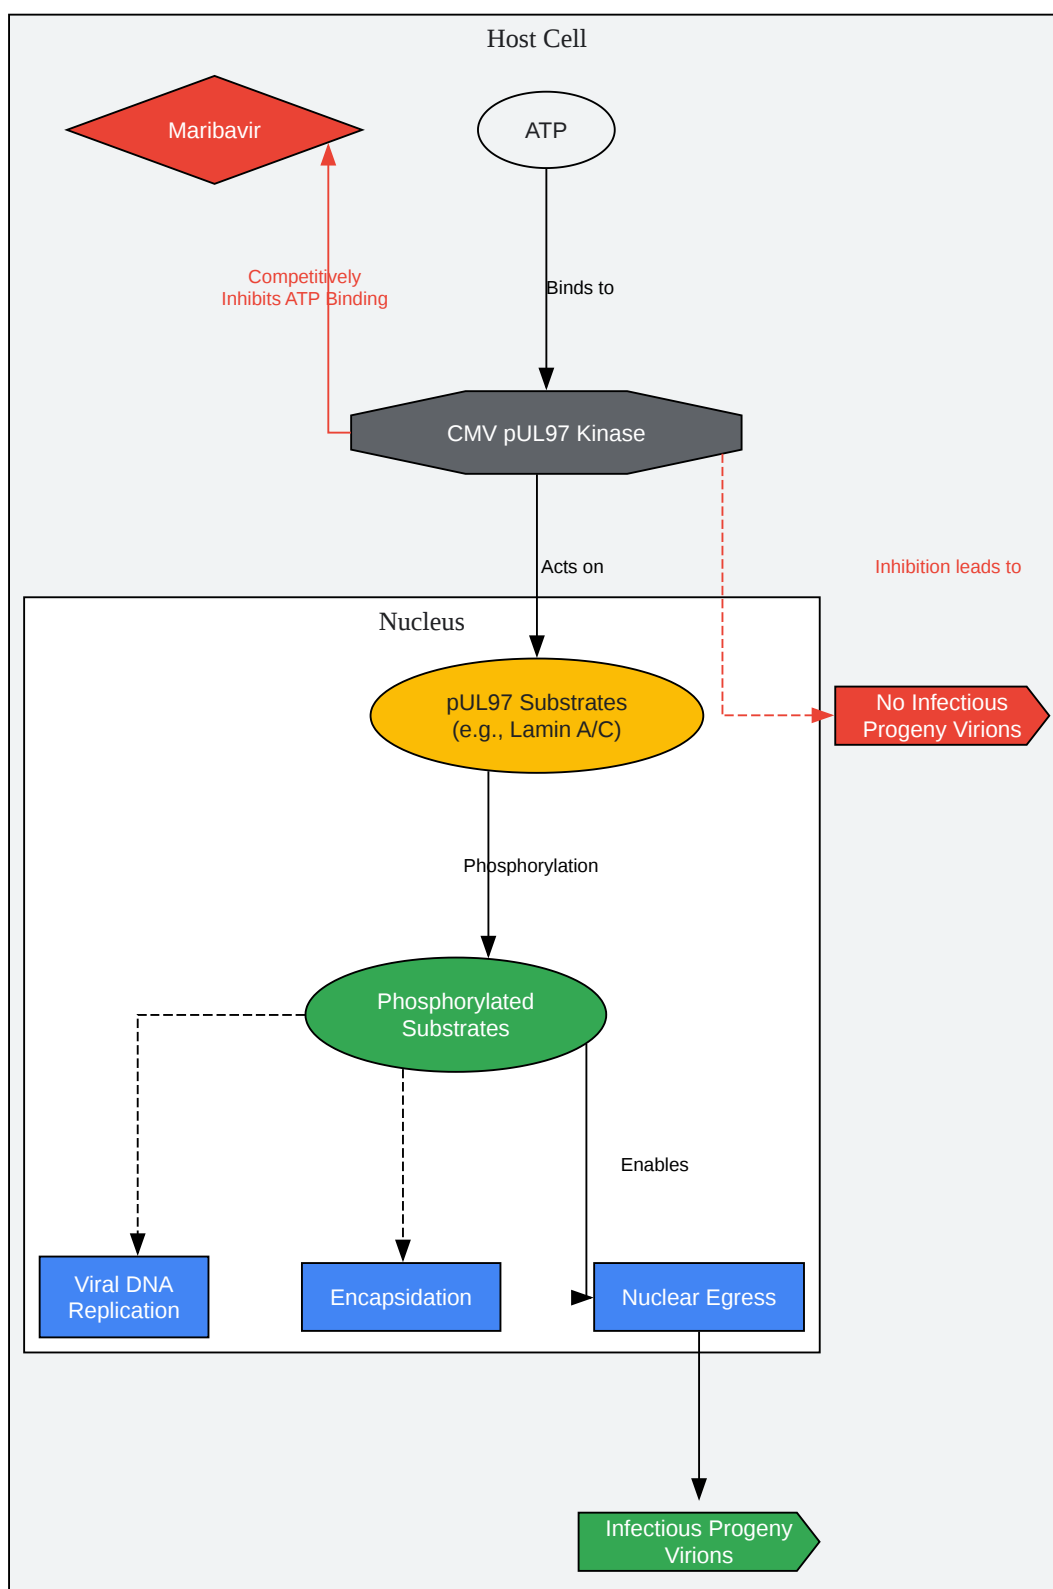 Host Cell
Maribavir
ATP
Competitively
Inhibits ATP Binding
Binds to
CMV pUL97 Kinase
Acts on
Inhibition leads to
Nucleus
pUL97 Substrates
(e.g., Lamin A/C)
No Infectious
Progeny Virions
Phosphorylation
Phosphorylated
Substrates
Enables
Viral DNA
Replication
Encapsidation
Nuclear Egress
Infectious Progeny
Virions